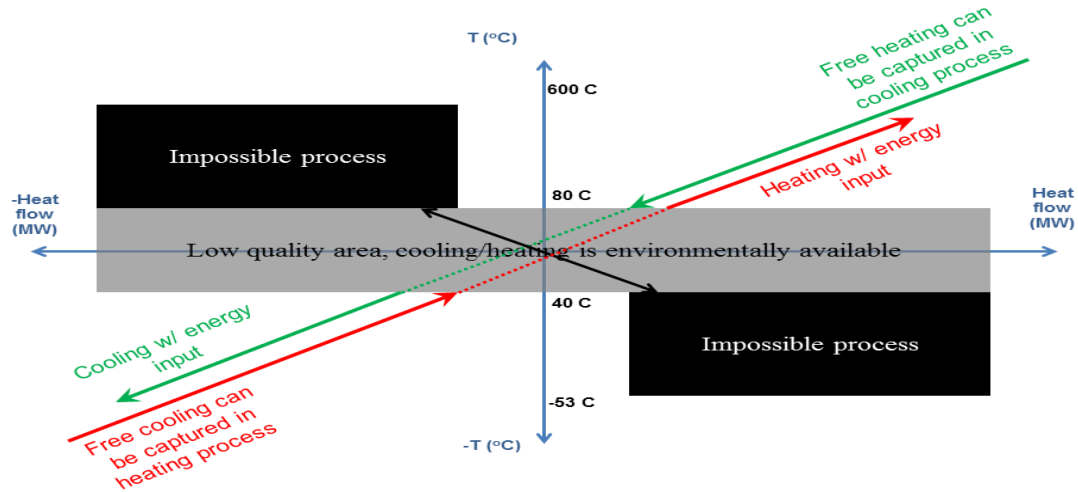 T (oC)
600 C
Free heating can
be captured in
cooling process
Impossible process
Heating w/ energy
input
-Heat
flow
(MW)
80 C
Heat
flow
(MW)
Low quality area, cooling/heating is environmentally available
40 C
Cooling w/ energy
input
Impossible process
-53 C
Free cooling can
be captured in
heating process
-T (oC)